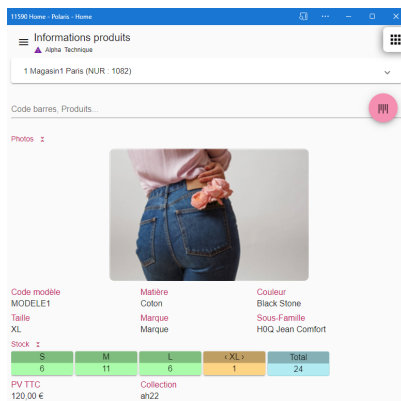 11590 Home - Polaris - Home
Informations produits
Alpha Technique
1 Magasin1 Paris (NUR : 1082)
Code barres, Produits...
Photos
Code modèle Matière Couleur
MODELE1 Coton Black Stone
Taille Marque Sous-Famille
XL Marque H0Q Jean Comfort
Stock
S M L ‹ XL › Total
6 11 6 1 24
PV TTC Collection
120,00 € ah22